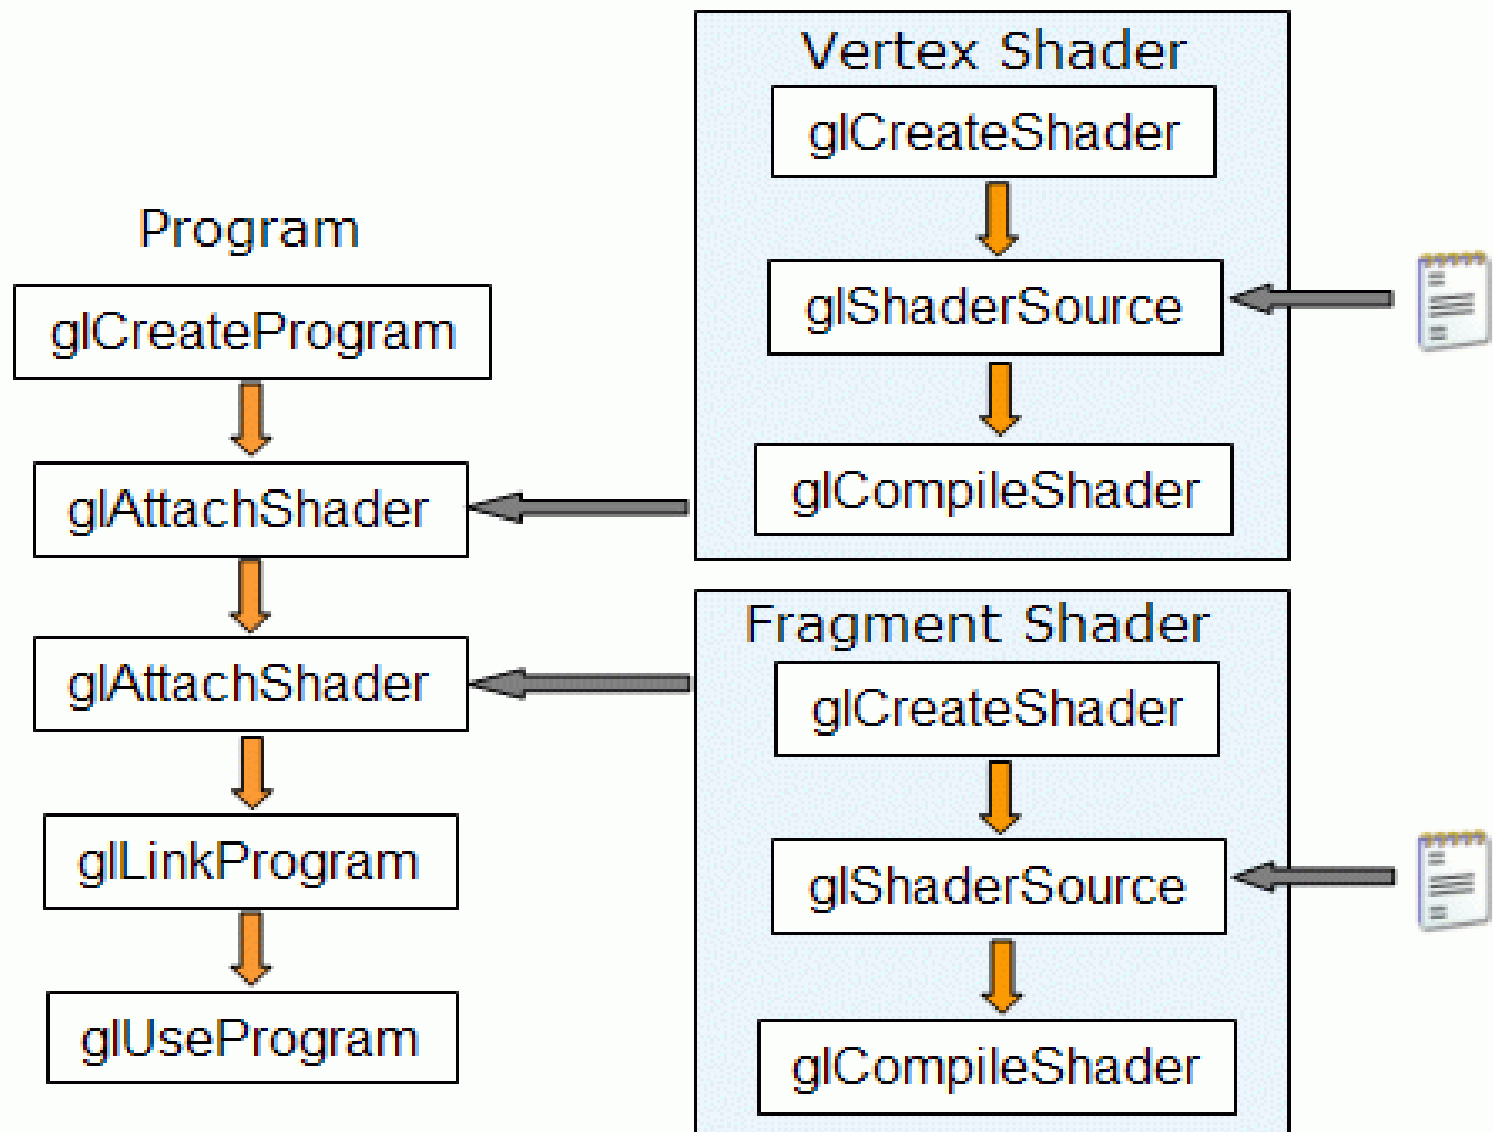 Program
glCreateProgram
glAttachShader
glAttachShader
glLinkProgram
glUseProgram
Vertex Shader
glCreateShader
glShaderSource
glCompileShader
Fragment Shader
glCreateShader
glShaderSource
glCompileShader